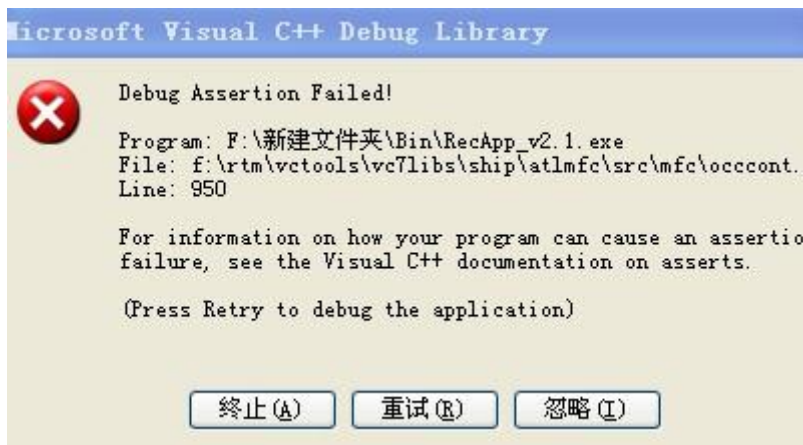 Microsoft Visual C++ Debug Library
Debug Assertion Failed!
Program: F:\新建文件夹\Bin\RecApp_v2.1.exe
File: f:\rtm\vctools\vc7libs\ship\atlmfc\src\mfc\occcont.
Line: 950
For information on how your program can cause an assertio
failure, see the Visual C++ documentation on asserts.
(Press Retry to debug the application)
终止(A) 重试(R) 忽略(I)